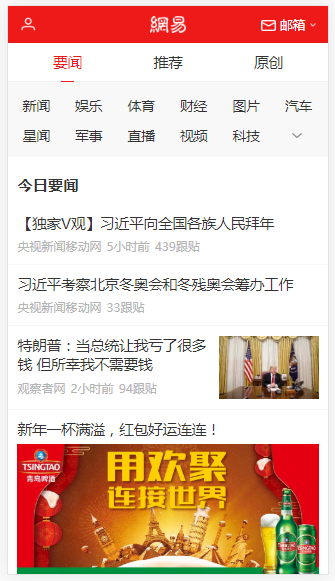 網易
邮箱
要闻 推荐 原创
新闻 娱乐 体育 财经 图片 汽车
星闻 军事 直播 视频 科技
今日要闻
【独家V观】习近平向全国各族人民拜年
央视新闻移动网 5小时前 439跟贴
习近平考察北京冬奥会和冬残奥会筹办工作
央视新闻移动网 33跟贴
特朗普：当总统让我亏了很多
钱 但所幸我不需要钱
观察者网 2小时前 94跟贴
新年一杯满溢，红包好运连连！
TSINGTAO
青岛啤酒
用欢聚
连接世界
TSINGTAO